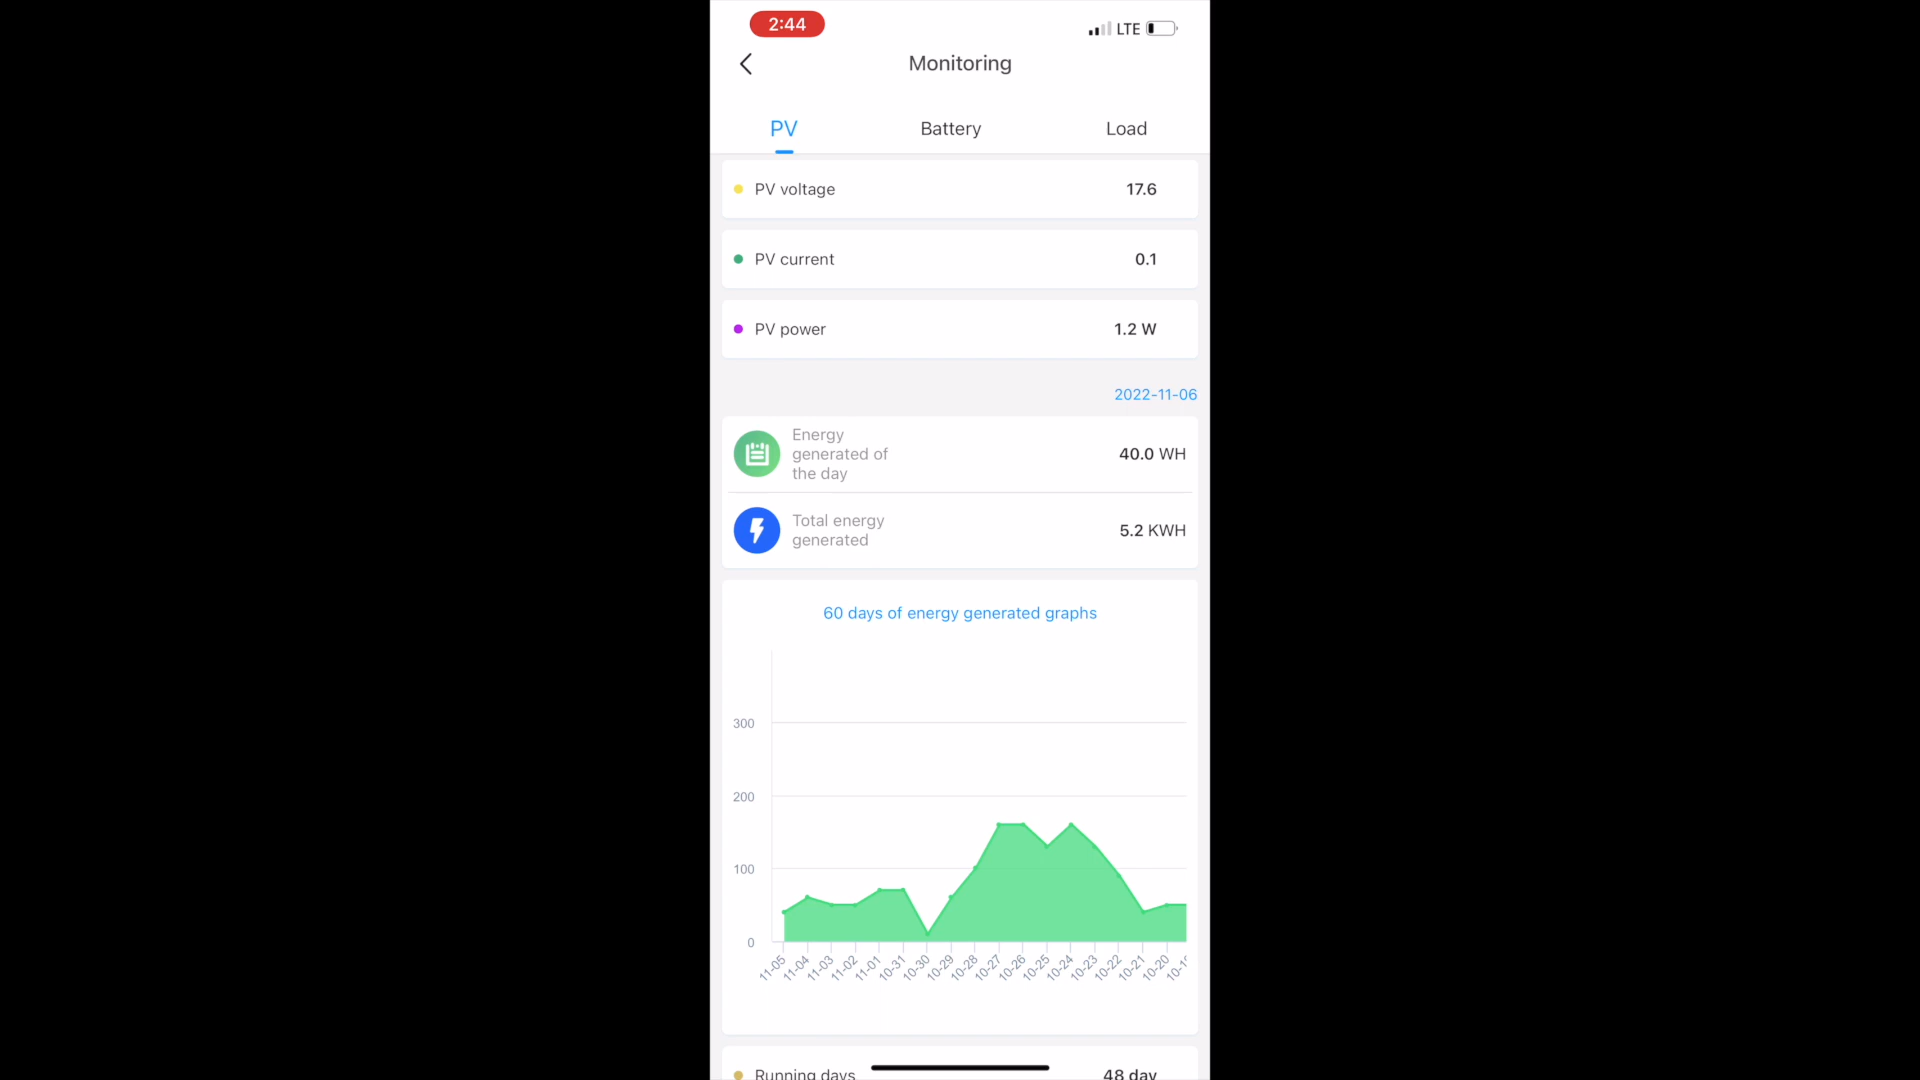 2:44
LTE
Monitoring
PV
Battery
Load
PV voltage
17.6
PV current
0.1
PV power
1.2 W
2022-11-06
Energy
generated of
the day
40.0 WH
Total energy
generated
5.2 KWH
60 days of energy generated graphs
300
200
100
0
11-05
11-04
11-03
11-02
11-01
10-31
10-30
10-29
10-28
10-27
10-26
10-25
10-24
10-23
10-22
10-21
10-20
Running days
48 day